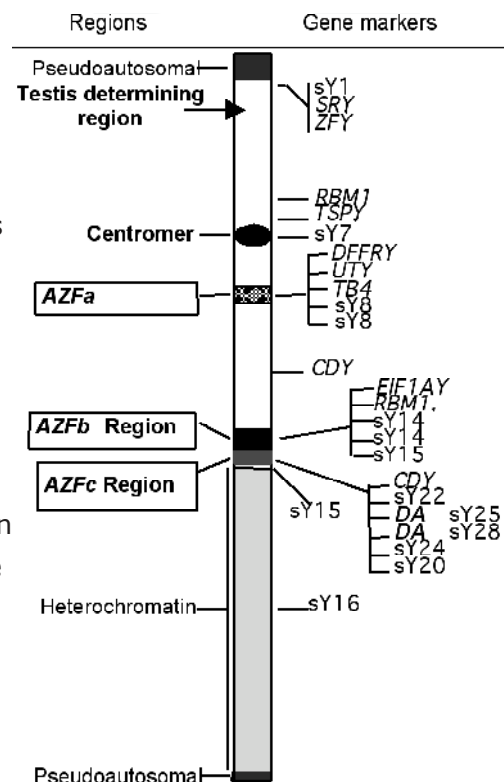 Regions Gene markers
Pseudoautosomal
sY1
Testis determining
region
SRY
ZFY
RBM1
TSPY
s
Centromer
sY7
DFFRY
UTY
AZFa
TB4
sY8
sY8
CDY
EIF1AY
RBM1.
AZFb Region
sY14
sY14
sY15
AZFc Region
CDY
sY22
sY15
DA sY25
n
DA sY28
sY24
e
sY20
Heterochromatin
sY16
Pseudoautosomal